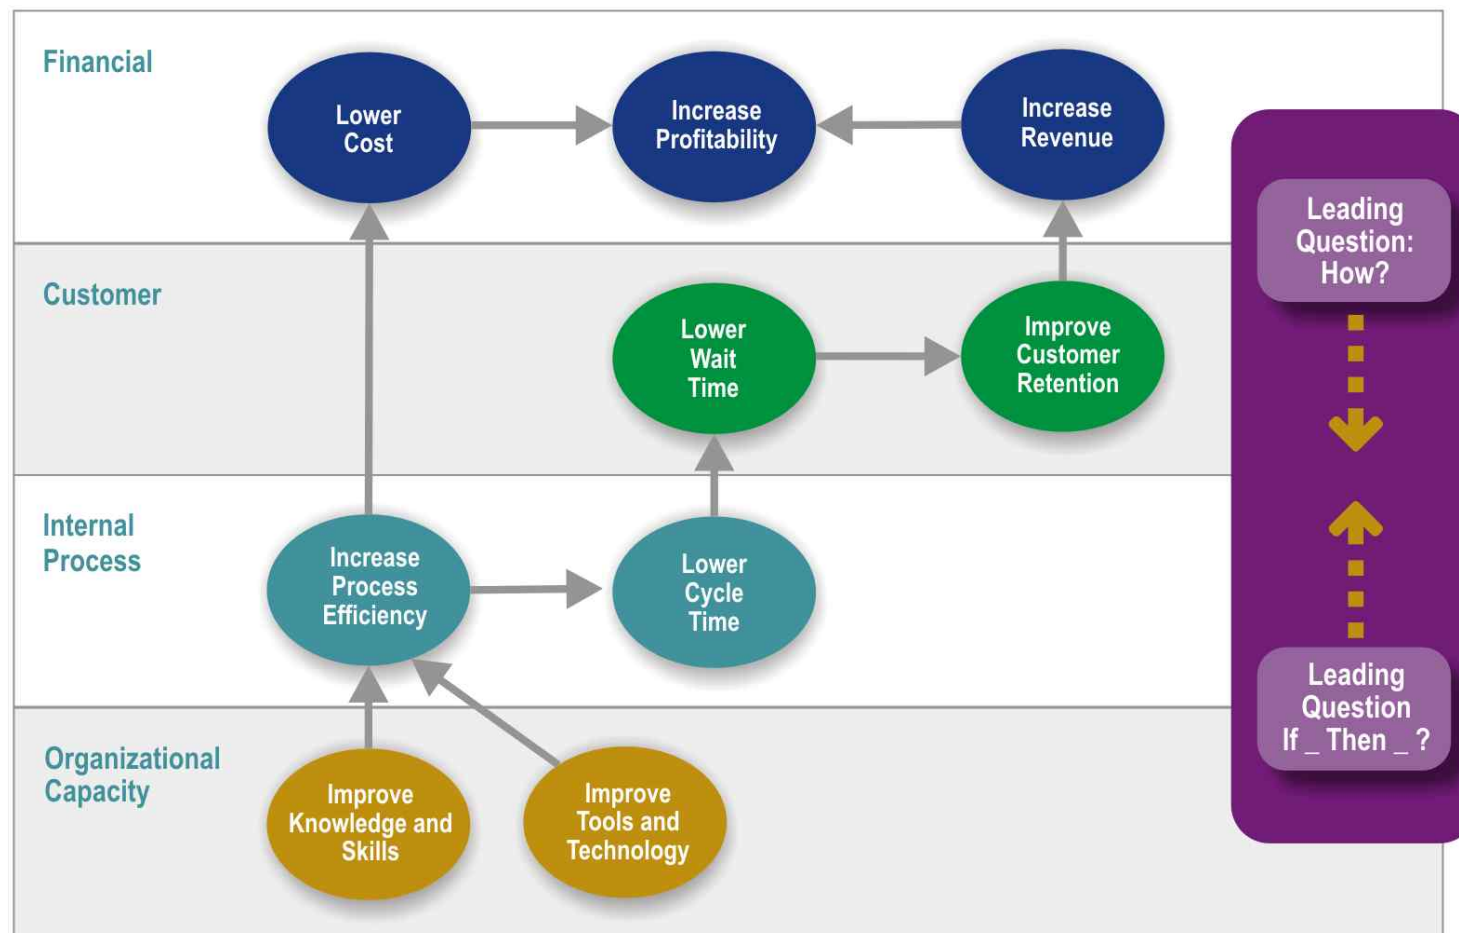 Financial
Lower
Cost
Increase
Profitability
Increase
Revenue
Customer
Lower
Wait
Time
Improve
Customer
Retention
Internal
Process
Increase
Process
Efficiency
Lower
Cycle
Time
Organizational
Capacity
Improve
Knowledge and
Skills
Improve
Tools and
Technology
Leading
Question:
How?
Leading
Question
If _ Then _ ?